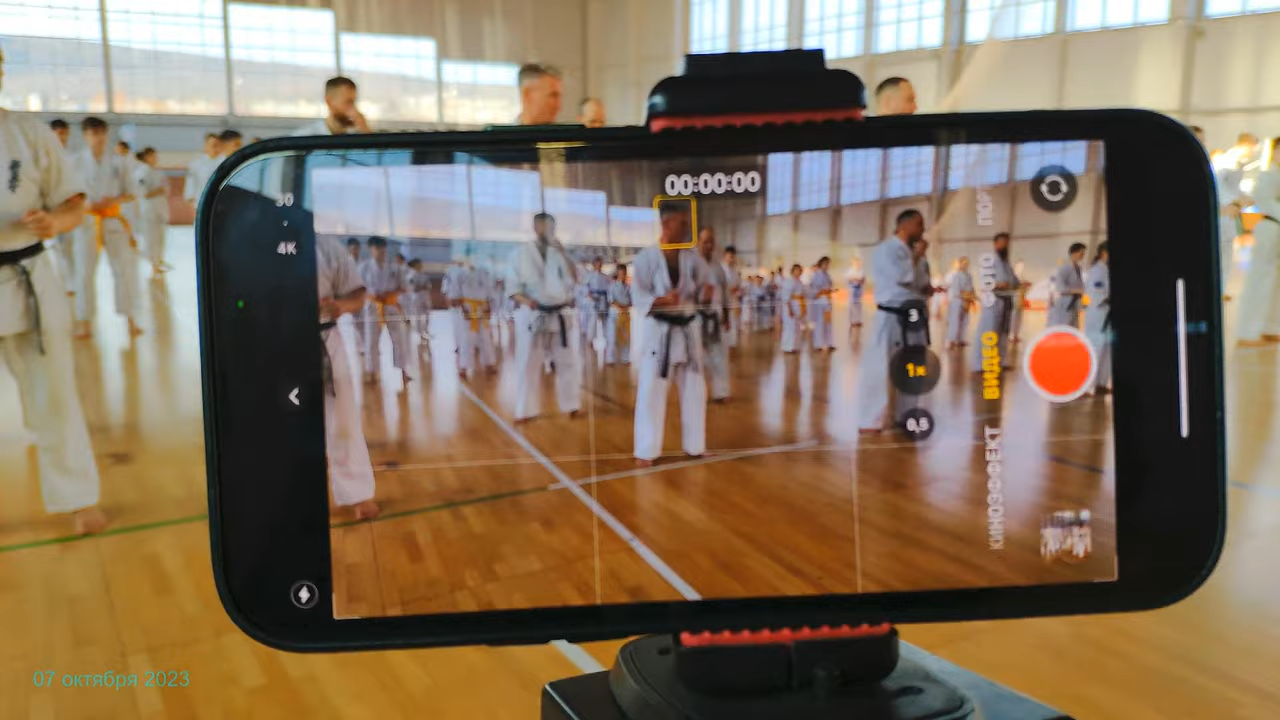 30
4K
00:00:00
ПОР
ФОТО
ВИДЕО
КИНОЭФФЕКТ
3
1x
0,5
07 октября 2023